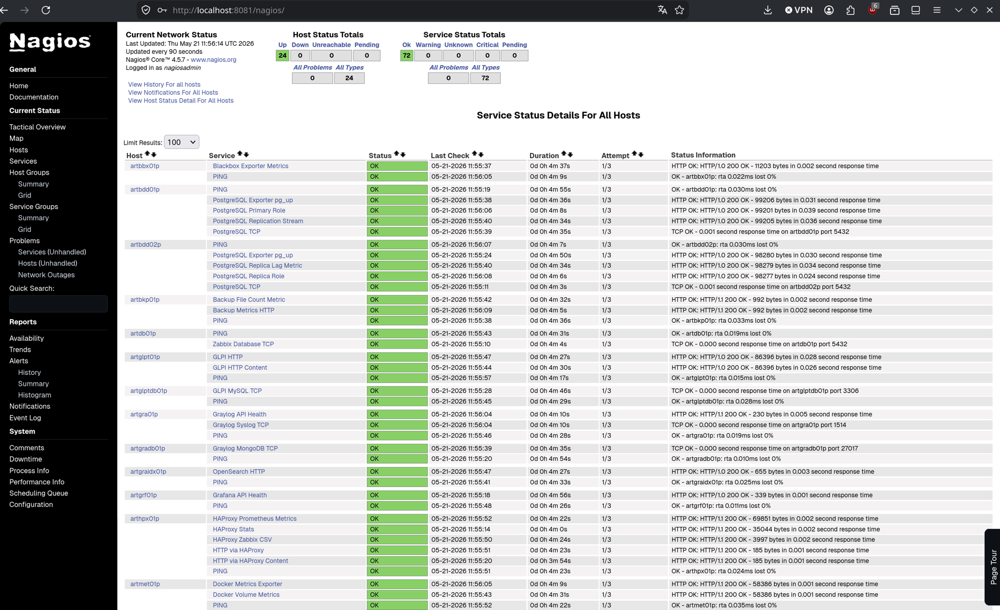 http://localhost:8081/nagios/
VPN
6
Nagios®
General
Home
Documentation
Current Status
Tactical Overview
Map
Hosts
Services
Host Groups
Summary
Grid
Service Groups
Summary
Grid
Problems
Services (Unhandled)
Hosts (Unhandled)
Network Outages
Quick Search:
Reports
Availability
Trends
Alerts
History
Summary
Histogram
Notifications
Event Log
System
Comments
Downtime
Process Info
Performance Info
Scheduling Queue
Configuration
Current Network Status
Last Updated: Thu May 21 11:56:14 UTC 2026
Updated every 90 seconds
Nagios® Core™ 4.5.7 - www.nagios.org
Logged in as nagiosadmin
View History For all hosts
View Notifications For All Hosts
View Host Status Detail For All Hosts
Host Status Totals
Up Down Unreachable Pending
24 0 0 0
All Problems All Types
0 24
Service Status Totals
Ok Warning Unknown Critical Pending
72 0 0 0 0
All Problems All Types
0 72
Service Status Details For All Hosts
Limit Results: 100
Host Service Status Last Check Duration Attempt Status Information
artbbx01p Blackbox Exporter Metrics OK 05-21-2026 11:55:37 0d 0h 4m 37s 1/3 HTTP OK: HTTP/1.0 200 OK - 11203 bytes in 0.002 second response time
PING OK 05-21-2026 11:56:05 0d 0h 4m 9s 1/3 OK - artbbx01p: rta 0.022ms lost 0%
artbdd01p PING OK 05-21-2026 11:55:19 0d 0h 4m 55s 1/3 OK - artbdd01p: rta 0.030ms lost 0%
PostgreSQL Exporter pg_up OK 05-21-2026 11:55:38 0d 0h 4m 36s 1/3 HTTP OK: HTTP/1.0 200 OK - 99206 bytes in 0.031 second response time
PostgreSQL Primary Role OK 05-21-2026 11:56:06 0d 0h 4m 8s 1/3 HTTP OK: HTTP/1.0 200 OK - 99201 bytes in 0.039 second response time
PostgreSQL Replication Stream OK 05-21-2026 11:55:40 0d 0h 4m 34s 1/3 HTTP OK: HTTP/1.0 200 OK - 99205 bytes in 0.036 second response time
PostgreSQL TCP OK 05-21-2026 11:55:39 0d 0h 4m 35s 1/3 TCP OK - 0.001 second response time on artbdd01p port 5432
artbdd02p PING OK 05-21-2026 11:56:07 0d 0h 4m 7s 1/3 OK - artbdd02p: rta 0.030ms lost 0%
PostgreSQL Exporter pg_up OK 05-21-2026 11:55:24 0d 0h 4m 50s 1/3 HTTP OK: HTTP/1.0 200 OK - 98280 bytes in 0.030 second response time
PostgreSQL Replica Lag Metric OK 05-21-2026 11:55:40 0d 0h 4m 34s 1/3 HTTP OK: HTTP/1.0 200 OK - 98279 bytes in 0.034 second response time
PostgreSQL Replica Role OK 05-21-2026 11:56:08 0d 0h 4m 6s 1/3 HTTP OK: HTTP/1.0 200 OK - 98277 bytes in 0.024 second response time
PostgreSQL TCP OK 05-21-2026 11:55:11 0d 0h 4m 3s 1/3 TCP OK - 0.001 second response time on artbdd02p port 5432
artbkp01p Backup File Count Metric OK 05-21-2026 11:55:42 0d 0h 4m 32s 1/3 HTTP OK: HTTP/1.1 200 OK - 992 bytes in 0.002 second response time
Backup Metrics HTTP OK 05-21-2026 11:56:09 0d 0h 4m 5s 1/3 HTTP OK: HTTP/1.1 200 OK - 992 bytes in 0.002 second response time
PING OK 05-21-2026 11:55:38 0d 0h 4m 36s 1/3 OK - artbkp01p: rta 0.033ms lost 0%
artdb01p PING OK 05-21-2026 11:55:43 0d 0h 4m 31s 1/3 OK - artdb01p: rta 0.019ms lost 0%
Zabbix Database TCP OK 05-21-2026 11:55:10 0d 0h 4m 4s 1/3 TCP OK - 0.000 second response time on artdb01p port 5432
artglpt01p GLPI HTTP OK 05-21-2026 11:55:47 0d 0h 4m 27s 1/3 HTTP OK: HTTP/1.0 200 OK - 86396 bytes in 0.028 second response time
GLPI HTTP Content OK 05-21-2026 11:55:44 0d 0h 4m 30s 1/3 HTTP OK: HTTP/1.0 200 OK - 86396 bytes in 0.026 second response time
PING OK 05-21-2026 11:55:57 0d 0h 4m 17s 1/3 OK - artglpt01p: rta 0.015ms lost 0%
artglptdb01p GLPI MySQL TCP OK 05-21-2026 11:55:28 0d 0h 4m 46s 1/3 TCP OK - 0.000 second response time on artglptdb01p port 3306
PING OK 05-21-2026 11:55:45 0d 0h 4m 29s 1/3 OK - artglptdb01p: rta 0.028ms lost 0%
artgra01p Graylog API Health OK 05-21-2026 11:56:04 0d 0h 4m 10s 1/3 HTTP OK: HTTP/1.1 200 OK - 230 bytes in 0.005 second response time
Graylog Syslog TCP OK 05-21-2026 11:56:04 0d 0h 4m 10s 1/3 TCP OK - 0.000 second response time on artgra01p port 1514
PING OK 05-21-2026 11:55:46 0d 0h 4m 28s 1/3 OK - artgra01p: rta 0.019ms lost 0%
artgradb01p Graylog MongoDB TCP OK 05-21-2026 11:55:39 0d 0h 4m 35s 1/3 TCP OK - 0.000 second response time on artgradb01p port 27017
PING OK 05-21-2026 11:55:20 0d 0h 4m 54s 1/3 OK - artgradb01p: rta 0.010ms lost 0%
artgraidx01p OpenSearch HTTP OK 05-21-2026 11:55:47 0d 0h 4m 27s 1/3 HTTP OK: HTTP/1.0 200 OK - 655 bytes in 0.003 second response time
PING OK 05-21-2026 11:55:41 0d 0h 4m 33s 1/3 OK - artgraidx01p: rta 0.025ms lost 0%
artgrf01p Grafana API Health OK 05-21-2026 11:55:18 0d 0h 4m 56s 1/3 HTTP OK: HTTP/1.0 200 OK - 339 bytes in 0.001 second response time
PING OK 05-21-2026 11:55:48 0d 0h 4m 26s 1/3 OK - artgrf01p: rta 0.011ms lost 0%
arthpx01p HAProxy Prometheus Metrics OK 05-21-2026 11:55:52 0d 0h 4m 22s 1/3 HTTP OK: HTTP/1.1 200 OK - 69851 bytes in 0.002 second response time
HAProxy Stats OK 05-21-2026 11:55:14 0d 0h 4m 0s 1/3 HTTP OK: HTTP/1.1 200 OK - 35044 bytes in 0.002 second response time
HAProxy Zabbix CSV OK 05-21-2026 11:55:50 0d 0h 4m 24s 1/3 HTTP OK: HTTP/1.1 200 OK - 3997 bytes in 0.002 second response time
HTTP via HAProxy OK 05-21-2026 11:55:51 0d 0h 4m 23s 1/3 HTTP OK: HTTP/1.1 200 OK - 185 bytes in 0.001 second response time
HTTP via HAProxy Content OK 05-21-2026 11:55:20 0d 0h 3m 54s 1/3 HTTP OK: HTTP/1.1 200 OK - 185 bytes in 0.001 second response time
PING OK 05-21-2026 11:55:51 0d 0h 4m 23s 1/3 OK - arthpx01p: rta 0.024ms lost 0%
artmet01p Docker Metrics Exporter OK 05-21-2026 11:56:05 0d 0h 4m 9s 1/3 HTTP OK: HTTP/1.1 200 OK - 58386 bytes in 0.001 second response time
Docker Volume Metrics OK 05-21-2026 11:55:43 0d 0h 4m 31s 1/3 HTTP OK: HTTP/1.1 200 OK - 58386 bytes in 0.001 second response time
PING OK 05-21-2026 11:55:52 0d 0h 4m 22s 1/3 OK - artmet01p: rta 0.035ms lost 0%
Page Tour